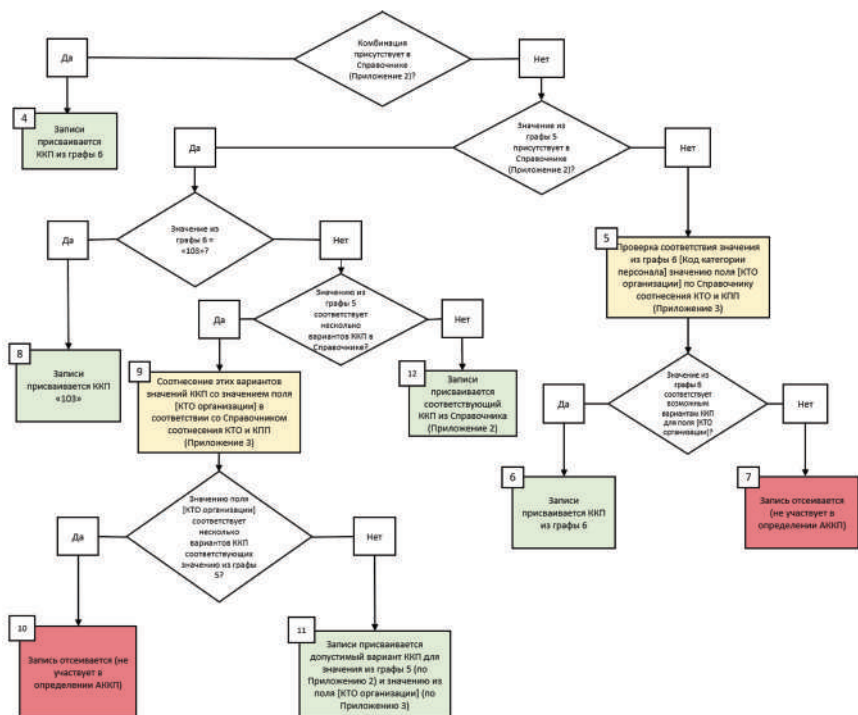 Комбинация
присутствует в
Справочнике
(Приложение 2)?
Да
Нет
4
Записи
присваивается
ККП из графы 6
Значение из
графы 5
присутствует в
Справочнике
(Приложение 2)?
Да
Нет
Значение из
графы 6 =
«103»?
Да
Нет
5
Проверка соответствия значения
из графы 6 [Код категории
персонала] значению поля [КТО
организации] по Справочнику
соотнесения КТО и КПП
(Приложение 3)
Значению из
графы 5
соответствует
несколько
вариантов ККП в
Справочнике?
Да
Нет
8
Записи
присваивается ККП
«103»
9
Соотнесение этих вариантов
значений ККП со значением поля
[КТО организации] в
соответствии со Справочником
соотнесения КТО и КПП
(Приложение 3)
12
Записи
присваивается
соответствующий
ККП из Справочника
(Приложение 2)
Значение из
графы 6
соответствует
возможным
вариантам ККП
для поля [КТО
организации]?
Да
Нет
6
Записи
присваивается ККП
из графы 6
7
Запись отсеивается
(не участвует в
определении АККП)
Значению поля
[КТО организации]
соответствует
несколько
вариантов ККП
соответствующих
значению из графы
5?
Да
Нет
10
Запись отсеивается (не
участвует в
определении АККП)
11
Записи присваивается
допустимый вариант ККП для
значения из графы 5 (по
Приложению 2) и значению из
поля [КТО организации] (по
Приложению 3)